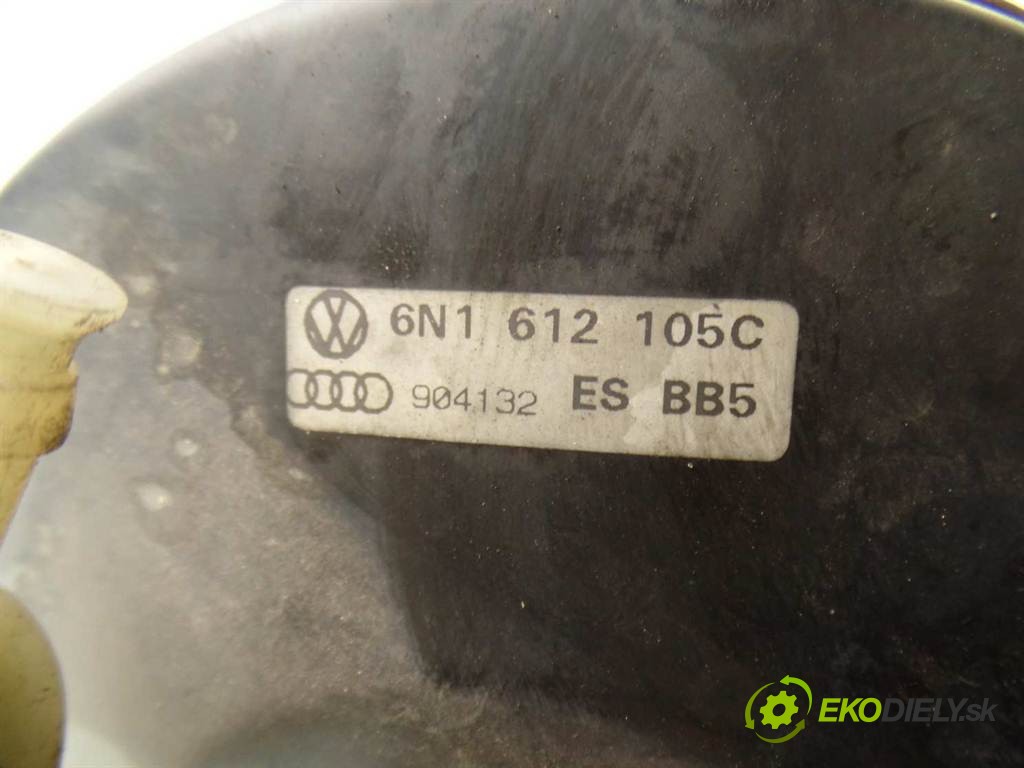 6N1 612 105C
904132 ES BB5
EKODIELY.sk